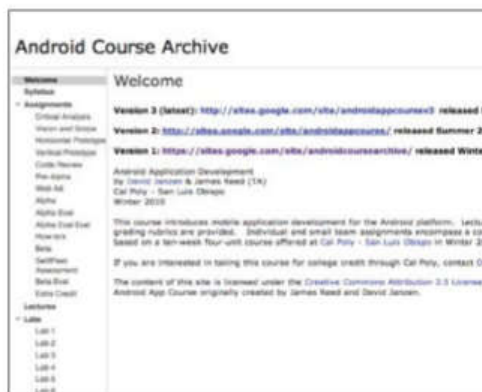 Android Course Archive
Welcome
Syllabus
Assignments
Critical Analysis
Vision and Scope
Horizontal Prototype
Vertical Prototype
Code Review
Pre-Alpha
Web Ad
Alpha
Alpha Eval
Alpha Eval Eval
How-to's
Beta
Self/Peer
Assessment
Beta Eval
Extra Credit
Lectures
Labs
Lab 1
Lab 2
Lab 3
Lab 4
Lab 5
Welcome
Version 3 (latest): http://sites.google.com/site/androidappcoursev3 released
Version 2: http://sites.google.com/site/androidappcourse/ released Summer 2
Version 1: https://sites.google.com/site/androidcoursearchive/ released Winte
Android Application Development
by David Janzen & James Reed (TA)
Cal Poly - San Luis Obispo
Winter 2010
This course introduces mobile application development for the Android platform. Lectu
grading rubrics are provided. Individual and small team assignments encompass a co
based on a ten-week four-unit course offered at Cal Poly - San Luis Obispo in Winter 2
If you are interested in taking this course for college credit through Cal Poly, contact D
The content of this site is licensed under the Creative Commons Attribution 3.0 License
Android App Course originally created by James Reed and David Janzen.